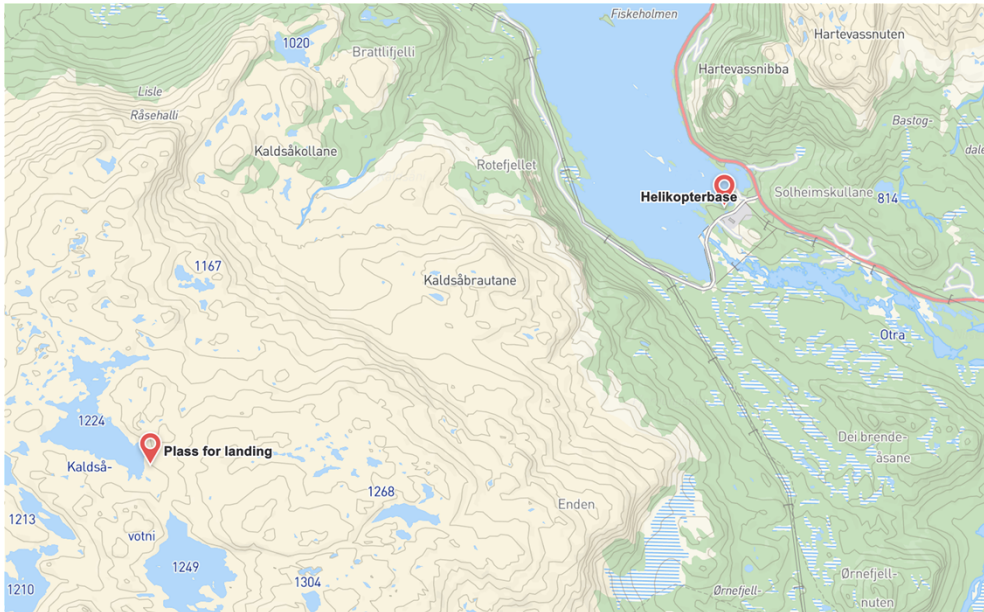 Fiskeholmen
Hartevassnuten
1020
Brattlifjelli
Hartevassnibba
Lisle
Råsehalli
Bastog-
dale
Kaldsåkollane
Rotefjellet
Helikopterbase
Solheimskullane
814
1167
Kaldsåbrautane
Otra
1224
Dei brende-
åsane
Plass for landing
Kaldså-
1268
Enden
1213
votni
1249
1304
1210
Ørnefjell-
Ørnefjell-
nuten